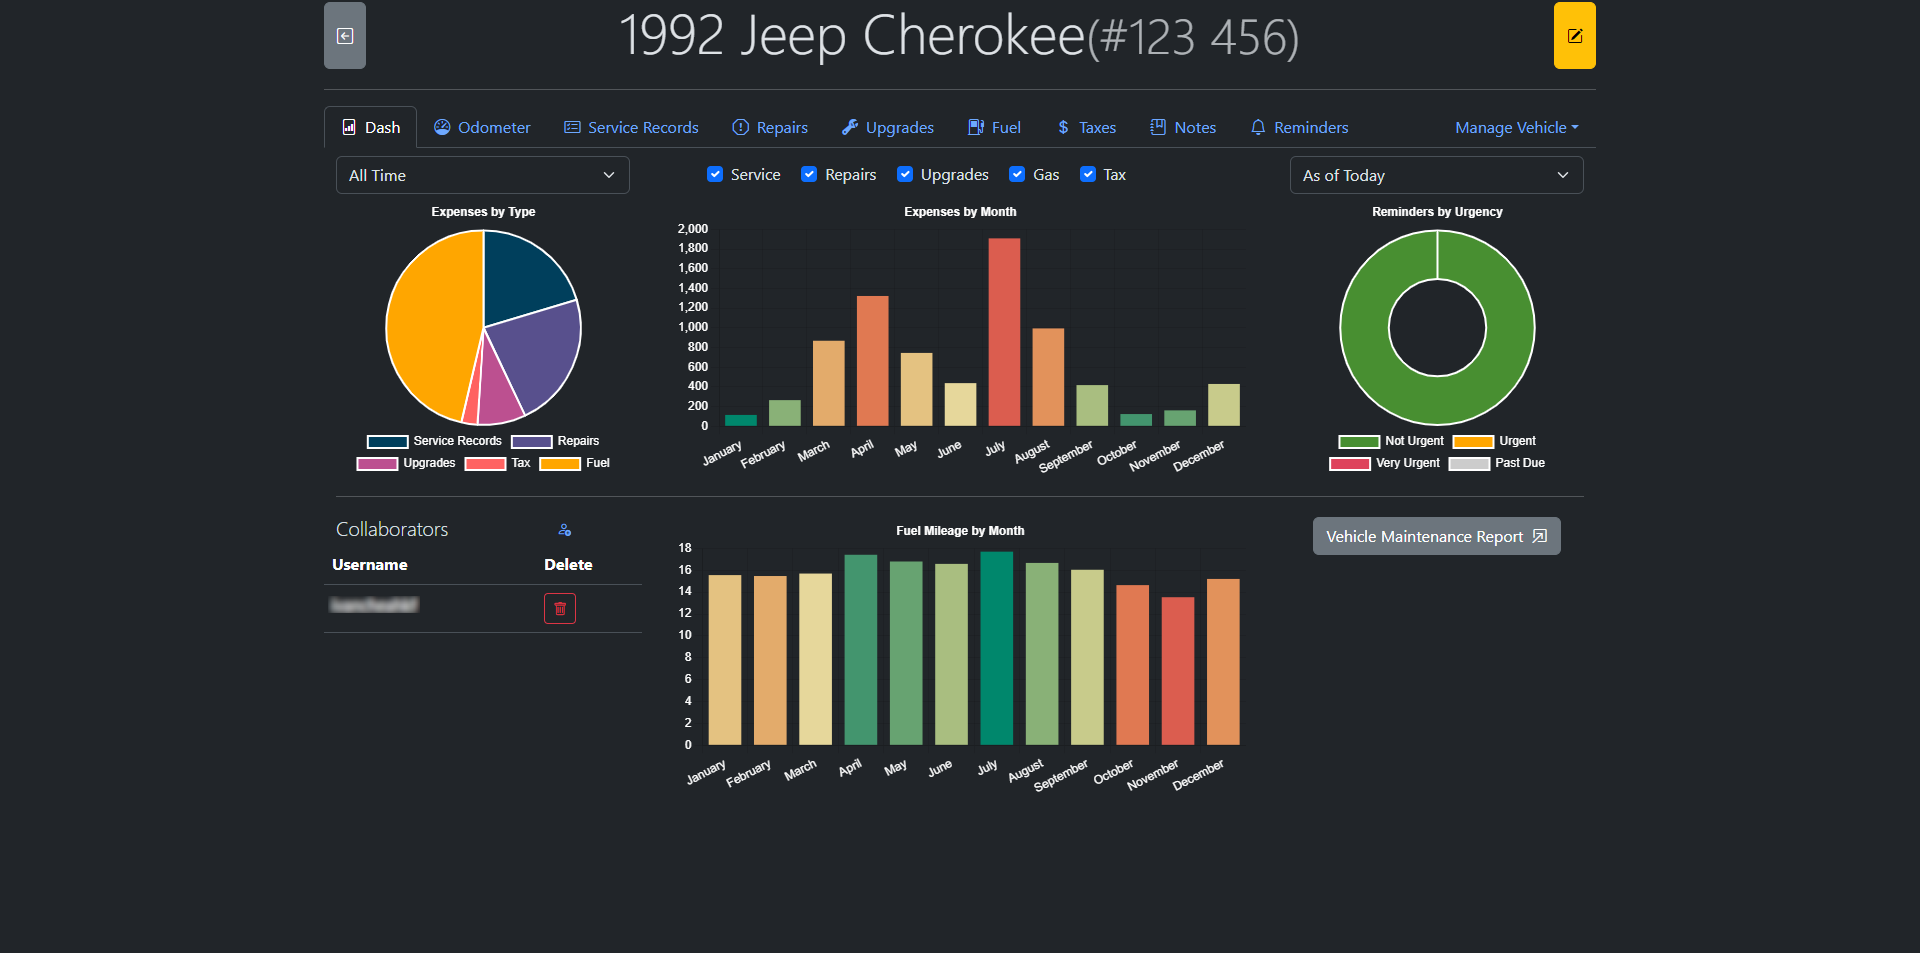 1992 Jeep Cherokee(#123 456)
Dash Odometer Service Records Repairs Upgrades Fuel $ Taxes Notes Reminders Manage Vehicle
All Time
Service Repairs Upgrades Gas Tax
As of Today
Expenses by Type
Service Records Repairs
Upgrades Tax Fuel
Expenses by Month
2,000
1,800
1,600
1,400
1,200
1,000
800
600
400
200
0
January February March April May June July August September October November December
Reminders by Urgency
Not Urgent Urgent
Very Urgent Past Due
Collaborators
Username Delete
Fuel Mileage by Month
18
16
14
12
10
8
6
4
2
0
January February March April May June July August September October November December
Vehicle Maintenance Report